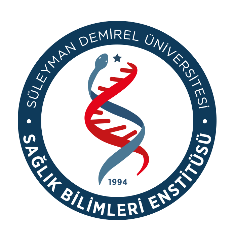 SÜLEYMAN DEMİREL ÜNİVERSİTESİ
1994
SAĞLIK BİLİMLERİ ENSTİTÜSÜ